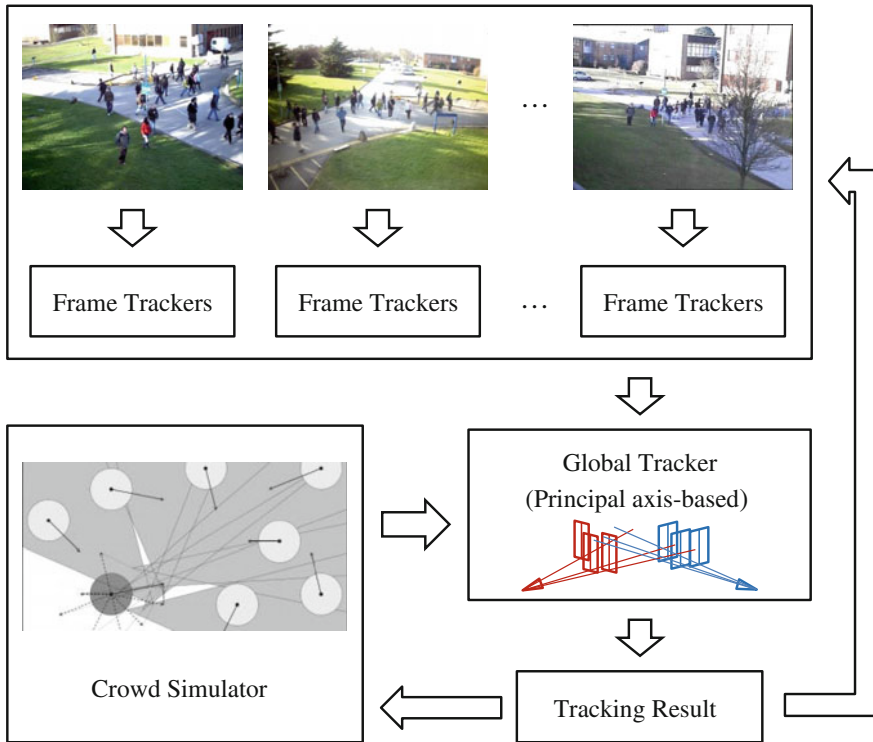 …
Frame Trackers
Frame Trackers
…
Frame Trackers
Global Tracker
(Principal axis-based)
Crowd Simulator
Tracking Result